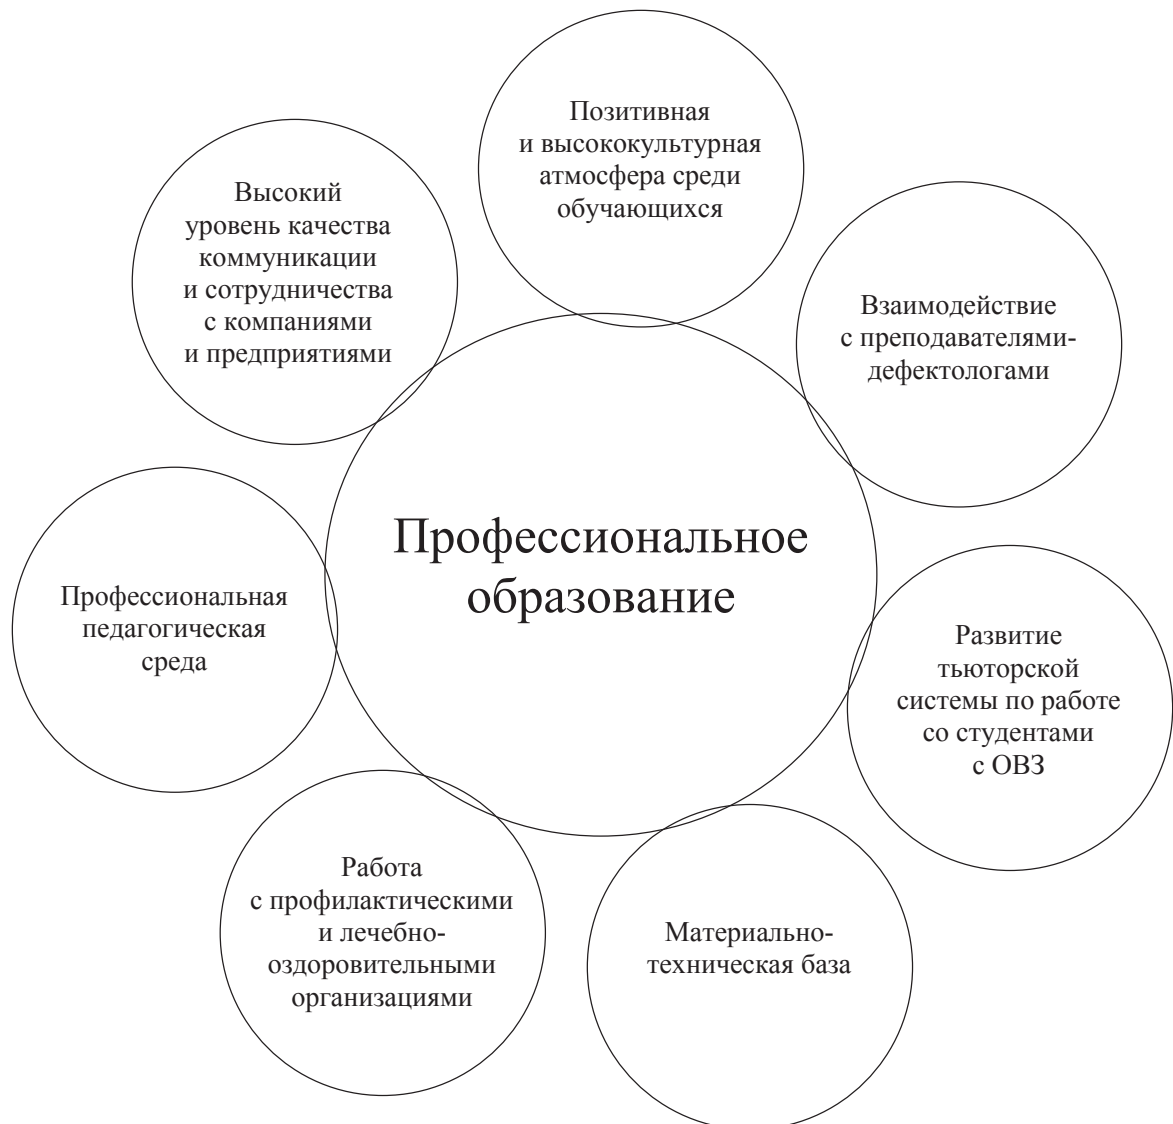 Позитивная
и высококультурная
атмосфера среди
обучающихся
Высокий
уровень качества
коммуникации
и сотрудничества
с компаниями
и предприятиями
Взаимодействие
с преподавателями-
дефектологами
Профессиональное
образование
Профессиональная
педагогическая
среда
Развитие
тьюторской
системы по работе
со студентами
с ОВЗ
Работа
с профилактическими
и лечебно-
оздоровительными
организациями
Материально-
техническая база